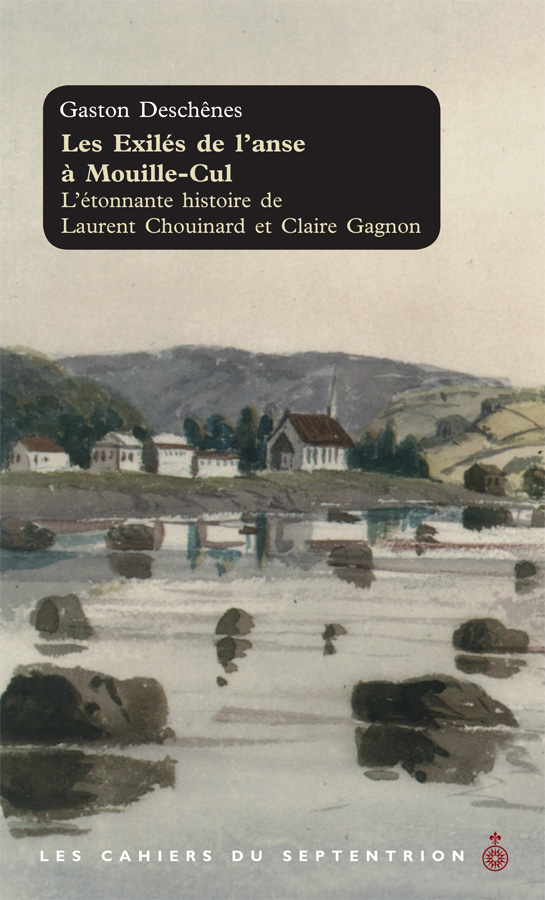 Gaston Deschênes
Les Exilés de l'anse
à Mouille-Cul
L'étonnante histoire de
Laurent Chouinard et Claire Gagnon
LES CAHIERS DU SEPTENTRION